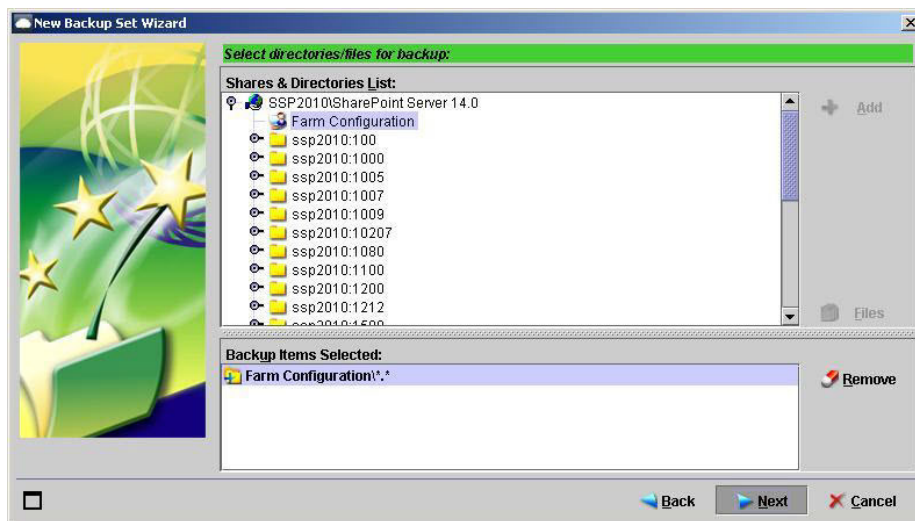 New Backup Set Wizard
Select directories/files for backup:
Shares & Directories List:
SSP2010\SharePoint Server 14.0
Farm Configuration
ssp2010:100
ssp2010:1000
ssp2010:1005
ssp2010:1007
ssp2010:1009
ssp2010:10207
ssp2010:1080
ssp2010:1100
ssp2010:1200
ssp2010:1212
Add
Files
Backup Items Selected:
Farm Configuration\*.*
Remove
Back
Next
Cancel